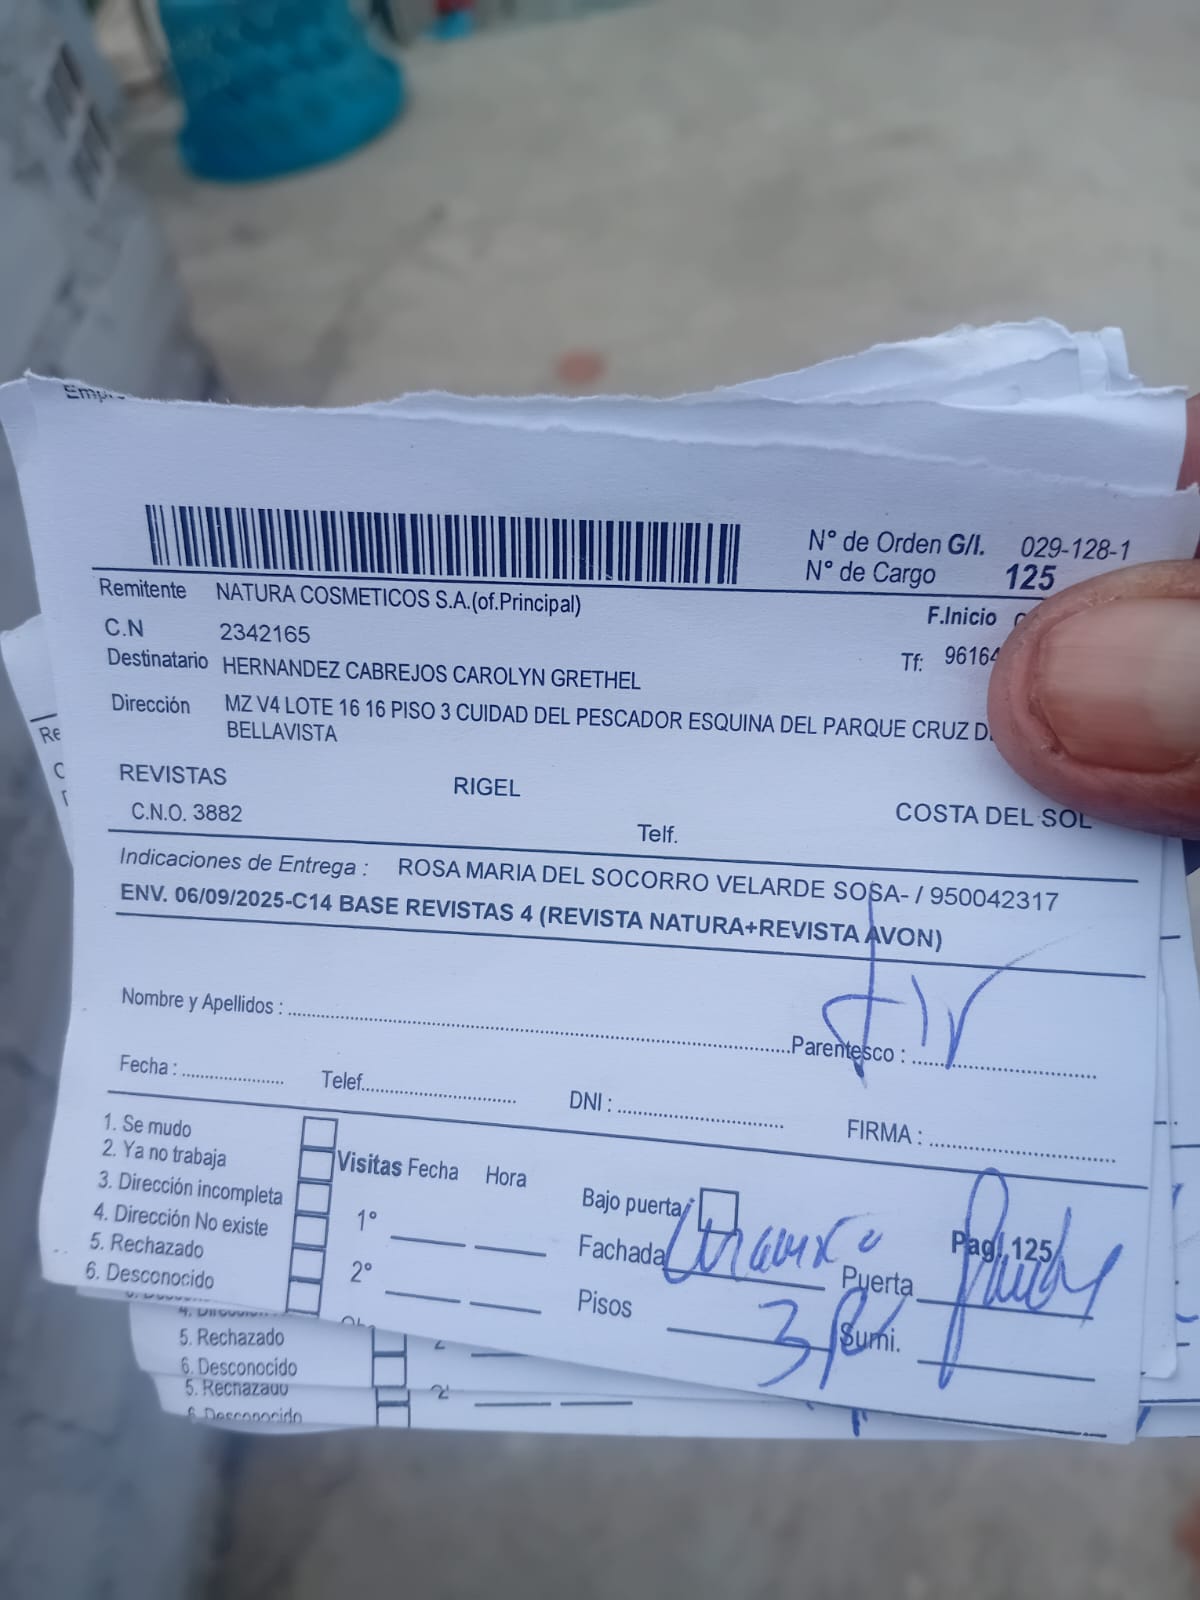 N° de Orden G/I. 029-128-1
N° de Cargo 125
Remitente NATURA COSMETICOS S.A.(of.Principal)
F.Inicio
C.N 2342165
Tf: 96164
Destinatario HERNANDEZ CABREJOS CAROLYN GRETHEL
Dirección MZ V4 LOTE 16 16 PISO 3 CUIDAD DEL PESCADOR ESQUINA DEL PARQUE CRUZ
BELLAVISTA
REVISTAS RIGEL COSTA DEL SOL
C.N.O. 3882 Telf.
Indicaciones de Entrega : ROSA MARIA DEL SOCORRO VELARDE SOSA- / 950042317
ENV. 06/09/2025-C14 BASE REVISTAS 4 (REVISTA NATURA+REVISTA AVON)
Nombre y Apellidos : Parentesco :
Fecha : Telef. DNI : FIRMA :
1. Se mudo
2. Ya no trabaja
3. Dirección incompleta
4. Dirección No existe
5. Rechazado
6. Desconocido
Visitas Fecha Hora
1°
2°
Bajo puerta
Fachada
Pisos 3 P
Pag. 125
Puerta
Sumi.
5. Rechazado
6. Desconocido
5. Rechazado
6. Desconocido